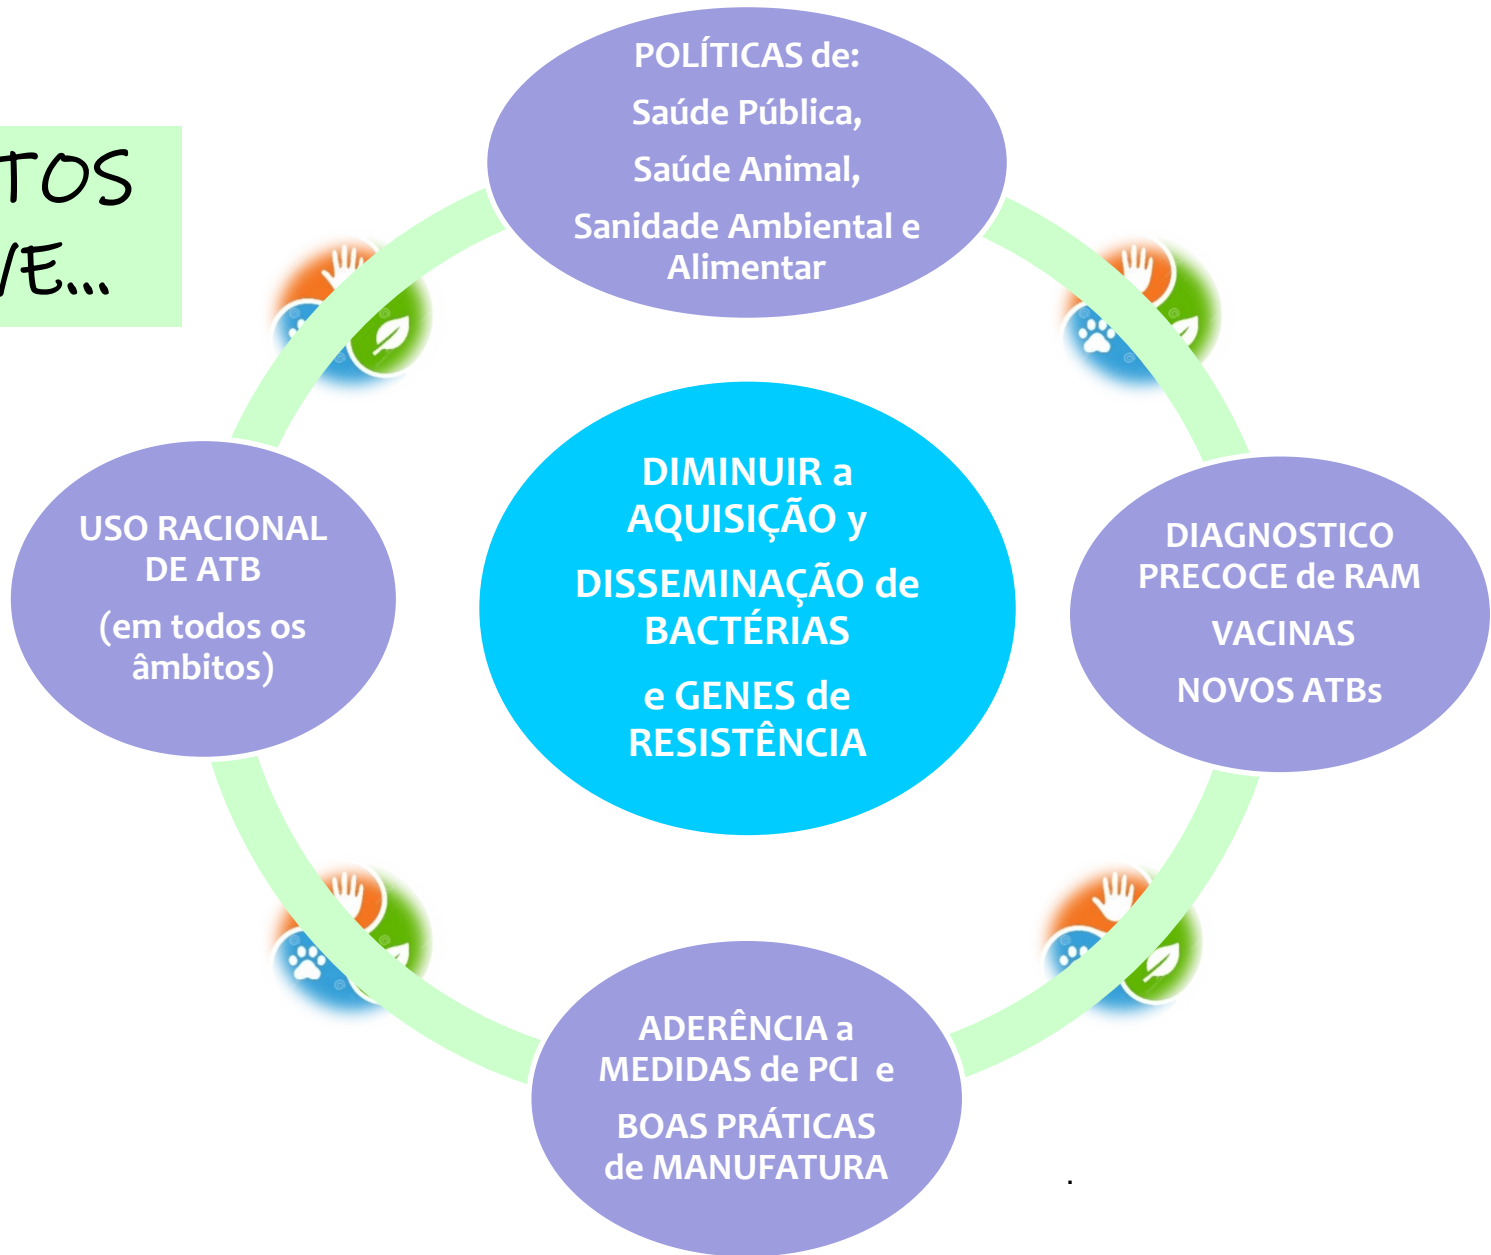 TOS
VE...
POLÍTICAS de:
Saúde Pública,
Saúde Animal,
Sanidade Ambiental e
Alimentar
USO RACIONAL
DE ATB
(em todos os
âmbitos)
DIMINUIR a
AQUISIÇÃO y
DISSEMINAÇÃO de
BACTÉRIAS
e GENES de
RESISTÊNCIA
DIAGNOSTICO
PRECOCE de RAM
VACINAS
NOVOS ATBs
ADERÊNCIA a
MEDIDAS de PCI e
BOAS PRÁTICAS
de MANUFATURA
.